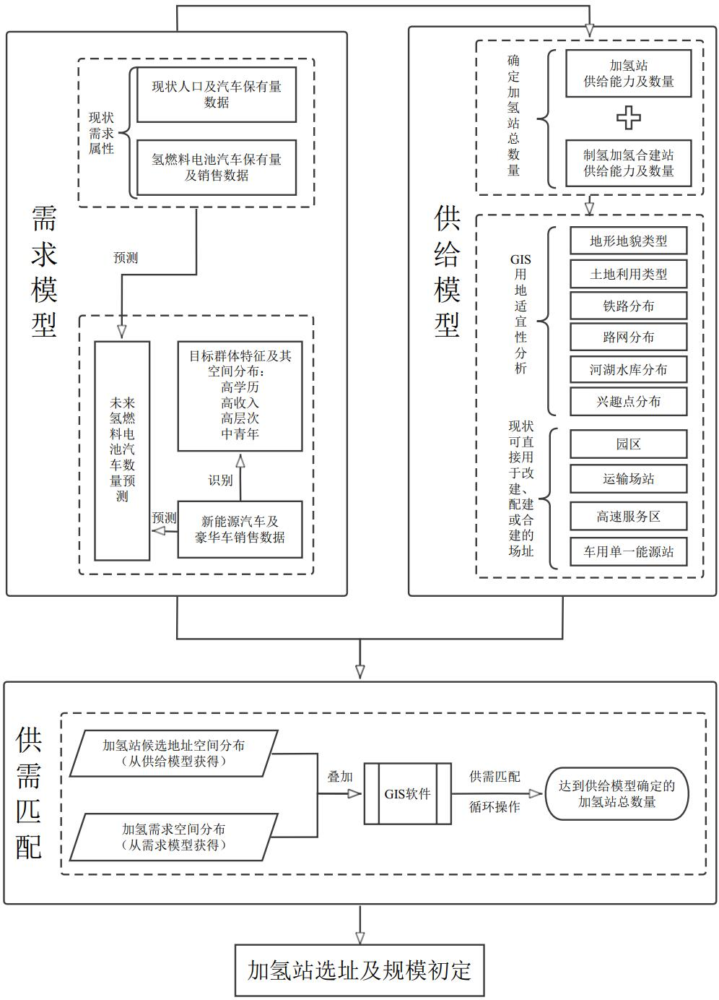 需
求
模
型
现状
需求
属性
现状人口及汽车保有量
数据
氢燃料电池汽车保有量
及销售数据
预测
未来
氢燃
料电
池汽
车数
量预
测
目标群体特征及其
空间分布：
高学历
高收入
高层次
中青年
识别
预测
新能源汽车及
豪华车销售数据
供
给
模
型
确
定
加
氢
站
总
数
量
加氢站
供给能力及数量
制氢加氢合建站
供给能力及数量
GIS
用
地
适
宜
性
分
析
地形地貌类型
土地利用类型
铁路分布
路网分布
河湖水库分布
兴趣点分布
现状
可直
接用
于改
建、
配建
或合
建的
场址
园区
运输场站
高速服务区
车用单一能源站
供
需
匹
配
加氢站候选地址空间分布
（从供给模型获得）
加氢需求空间分布
（从需求模型获得）
叠加
GIS软件
供需匹配
循环操作
达到供给模型确定的
加氢站总数量
加氢站选址及规模初定